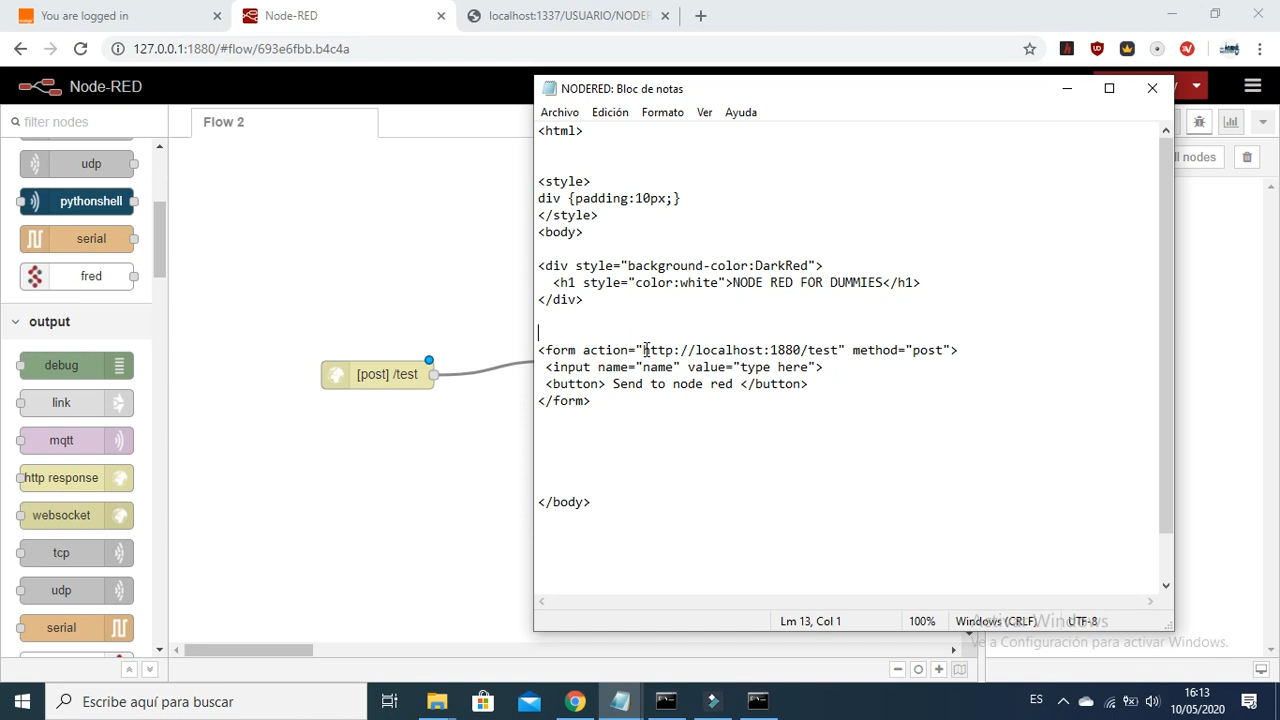 You are logged in
Node-RED
localhost:1337/USUARIO/NODER
127.0.0.1:1880/#flow/693e6fbb.b4c4a
Node-RED
filter nodes
Flow 2
udp
pythonshell
serial
fred
output
debug
link
mqtt
http response
websocket
tcp
udp
serial
[post] /test
ll nodes
NODERED: Bloc de notas
Archivo Edición Formato Ver Ayuda
<html>
<style>
div {padding:10px;}
</style>
<body>
<div style="background-color:DarkRed">
<h1 style="color:white">NODE RED FOR DUMMIES</h1>
</div>
<form action="http://localhost:1880/test" method="post">
<input name="name" value="type here">
<button> Send to node red </button>
</form>
</body>
Lm 13, Col 1 100% Windows (CRLF) UTF-8
Activar Windows
Ve a Configuración para activar Windows.
Escribe aquí para buscar
ES
16:13
10/05/2020